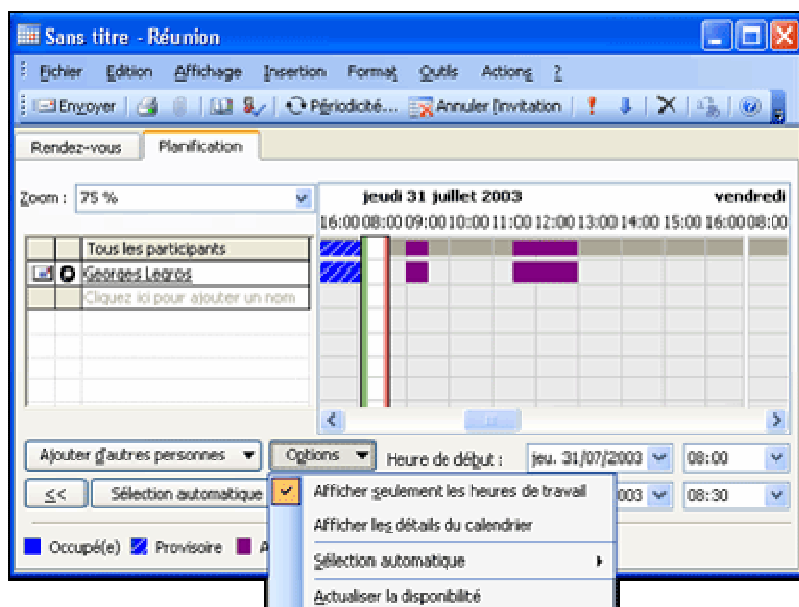 Sans titre - Réunion
Fichier Edition Affichage Insertion Format Outils Actions ?
Envoyer Périodicité... Annuler l'invitation
Rendez-vous Planification
Zoom : 75 %
jeudi 31 juillet 2003 vendredi
16:00 08:00 09:00 10:00 11:00 12:00 13:00 14:00 15:00 16:00 08:00
Tous les participants
Georges Legros
Cliquez ici pour ajouter un nom
Ajouter d'autres personnes Options Heure de début : jeu. 31/07/2003 08:00
<< Sélection automatique 003 08:30
Afficher seulement les heures de travail
Afficher les détails du calendrier
Occupé(e) Provisoire A
Sélection automatique
Actualiser la disponibilité